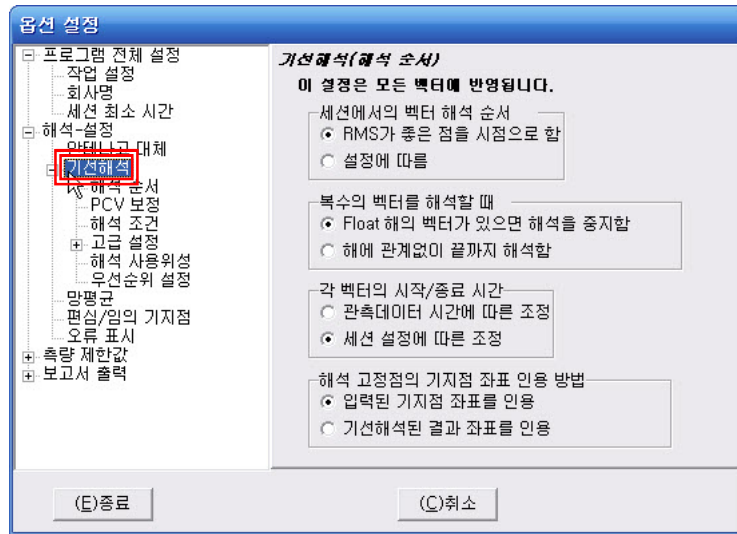 옵션 설정
프로그램 전체 설정
작업 설정
회사명
세션 최소 시간
해석-설정
안테나고 대체
기선해석
해석 순서
PCV 보정
해석 조건
고급 설정
해석 사용위성
우선순위 설정
망평균
편심/임의 기지점
오류 표시
측량 제한값
보고서 출력
기선해석(해석 순서)
이 설정은 모든 벡터에 반영됩니다.
세션에서의 벡터 해석 순서
RMS가 좋은 점을 시점으로 함
설정에 따름
복수의 벡터를 해석할 때
Float 해의 벡터가 있으면 해석을 중지함
해에 관계없이 끝까지 해석함
각 벡터의 시작/종료 시간
관측데이터 시간에 따른 조정
세션 설정에 따른 조정
해석 고정점의 기지점 좌표 인용 방법
입력된 기지점 좌표를 인용
기선해석된 결과 좌표를 인용
(E)종료
(C)취소